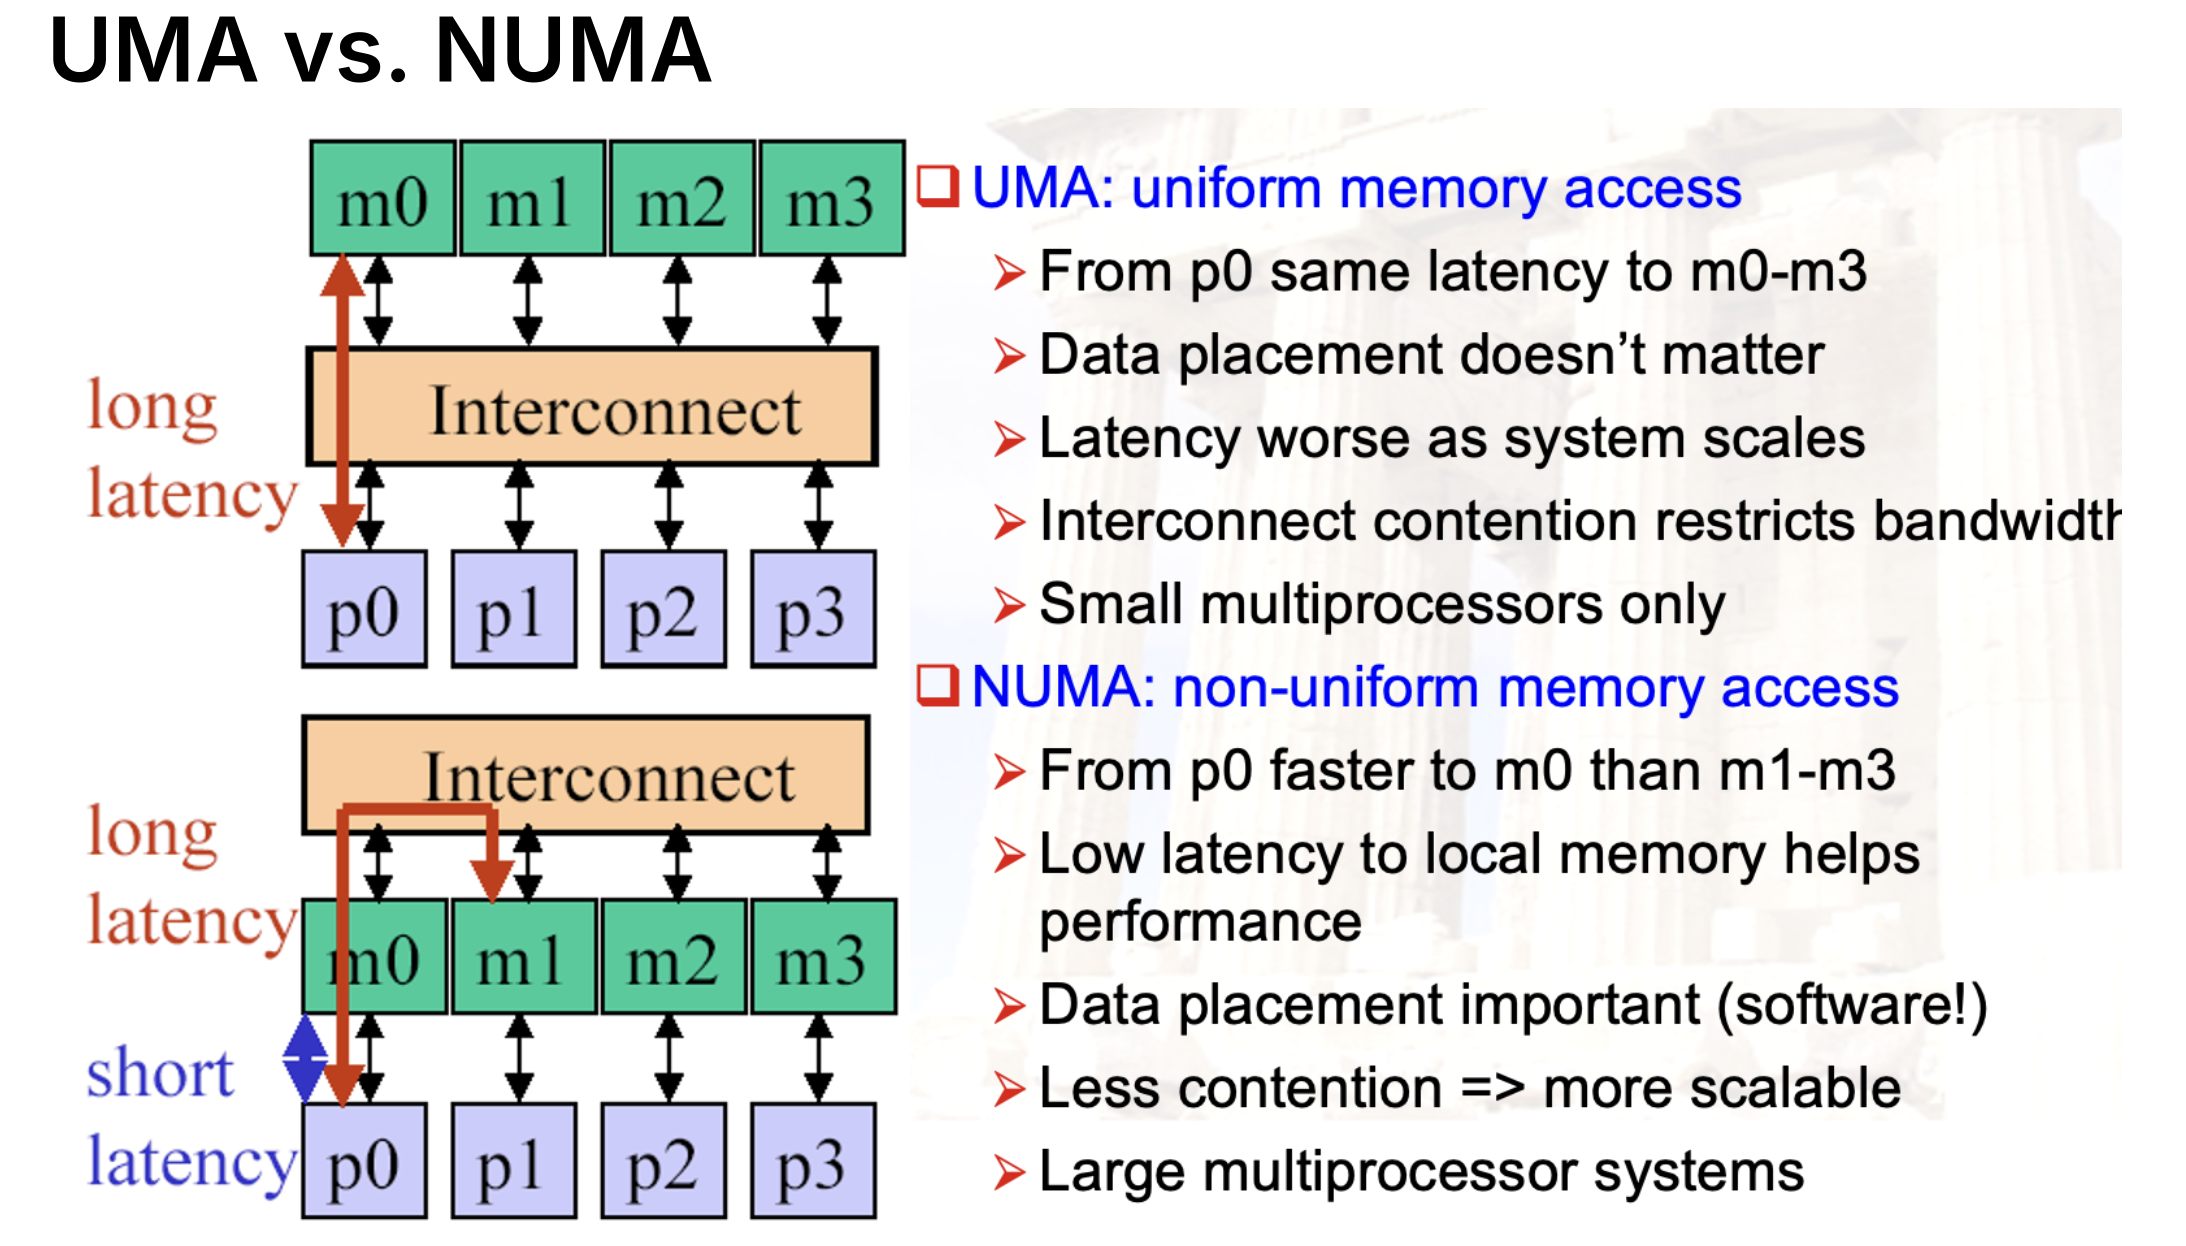 UMA vs. NUMA
m0 m1 m2 m3
Interconnect
long
latency
p0 p1 p2 p3
Interconnect
long
latency
m0 m1 m2 m3
short
latency
p0 p1 p2 p3
UMA: uniform memory access
From p0 same latency to m0-m3
Data placement doesn’t matter
Latency worse as system scales
Interconnect contention restricts bandwidth
Small multiprocessors only
NUMA: non-uniform memory access
From p0 faster to m0 than m1-m3
Low latency to local memory helps
performance
Data placement important (software!)
Less contention => more scalable
Large multiprocessor systems